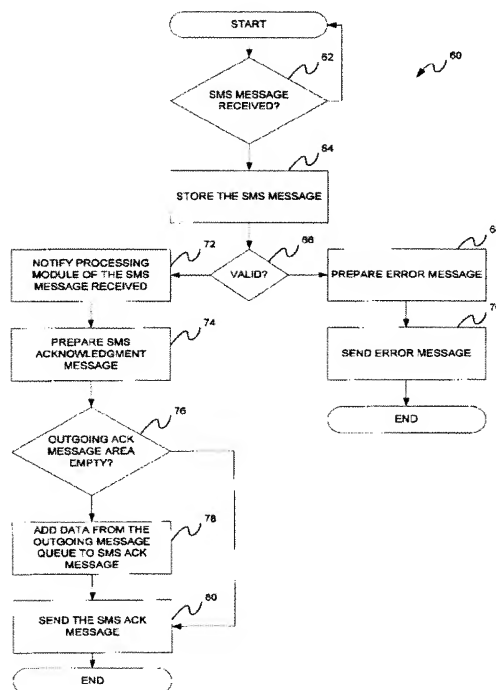 START
62
60
SMS MESSAGE
RECEIVED?
64
STORE THE SMS MESSAGE
72
66
NOTIFY PROCESSING
MODULE OF THE SMS
MESSAGE RECEIVED
VALID?
PREPARE ERROR MESSAGE
74
PREPARE SMS
ACKNOWLEDGMENT
MESSAGE
SEND ERROR MESSAGE
76
END
OUTGOING ACK
MESSAGE AREA
EMPTY?
78
ADD DATA FROM THE
OUTGOING MESSAGE
QUEUE TO SMS ACK
MESSAGE
80
SEND THE SMS ACK
MESSAGE
END